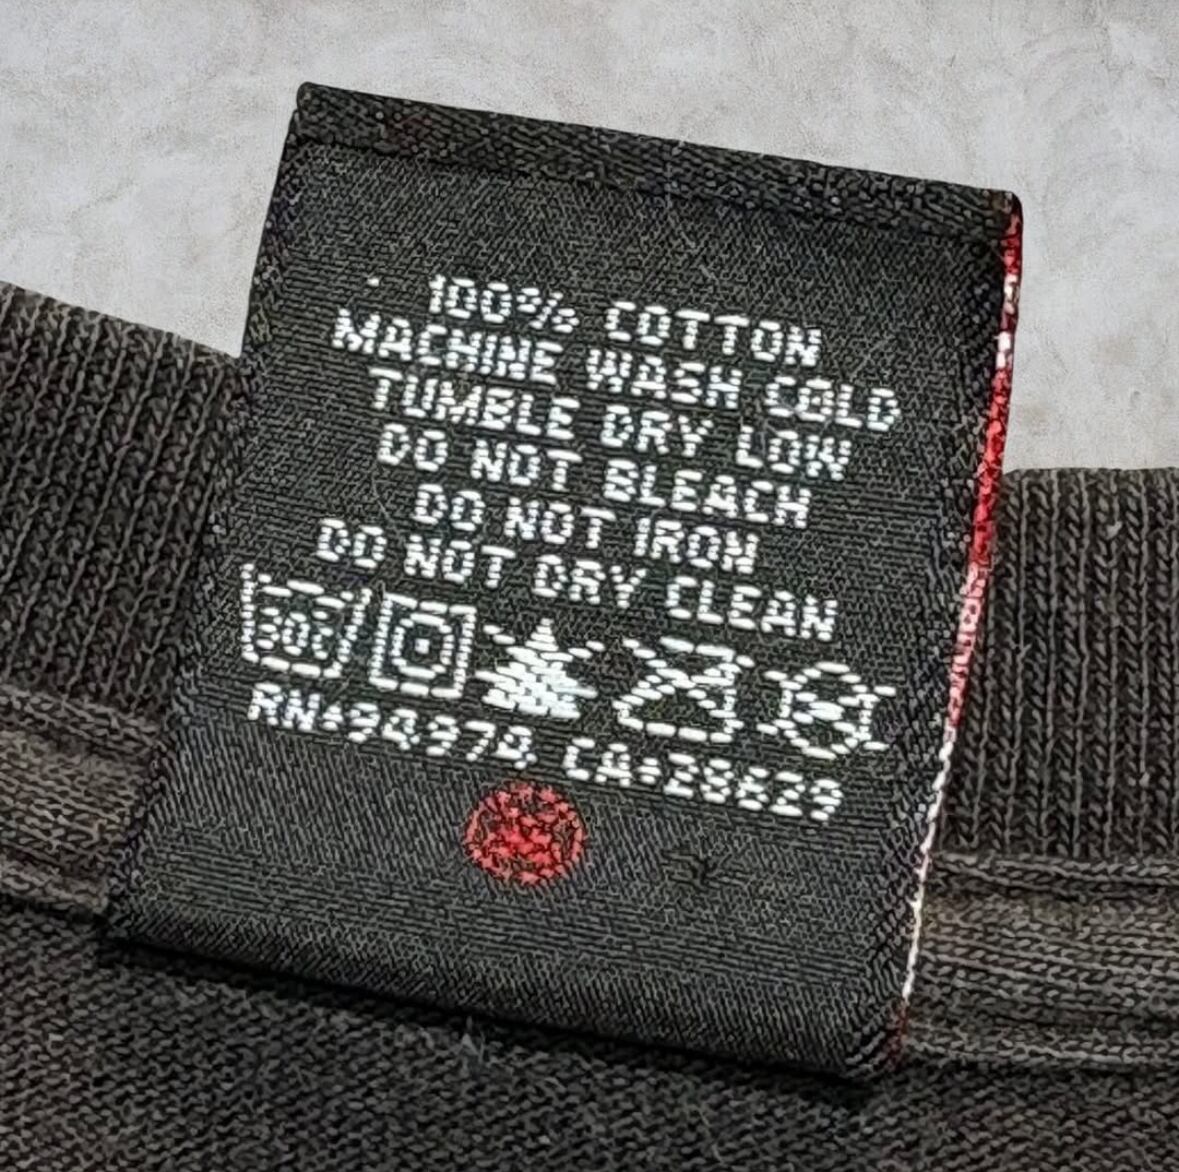 100% COTTON
MACHINE WASH COLD
TUMBLE DRY LOW
DO NOT BLEACH
DO NOT IRON
DO NOT DRY CLEAN
30C
RN#94974 CA#28629